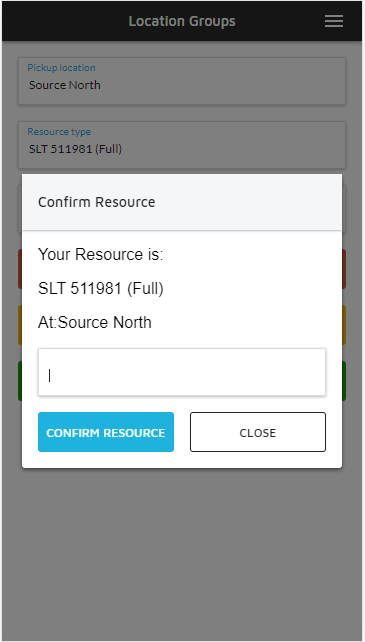 Location Groups
Pickup location
Source North
Resource type
SLT 511981 (Full)
Confirm Resource
Your Resource is:
SLT 511981 (Full)
At:Source North
CONFIRM RESOURCE
CLOSE